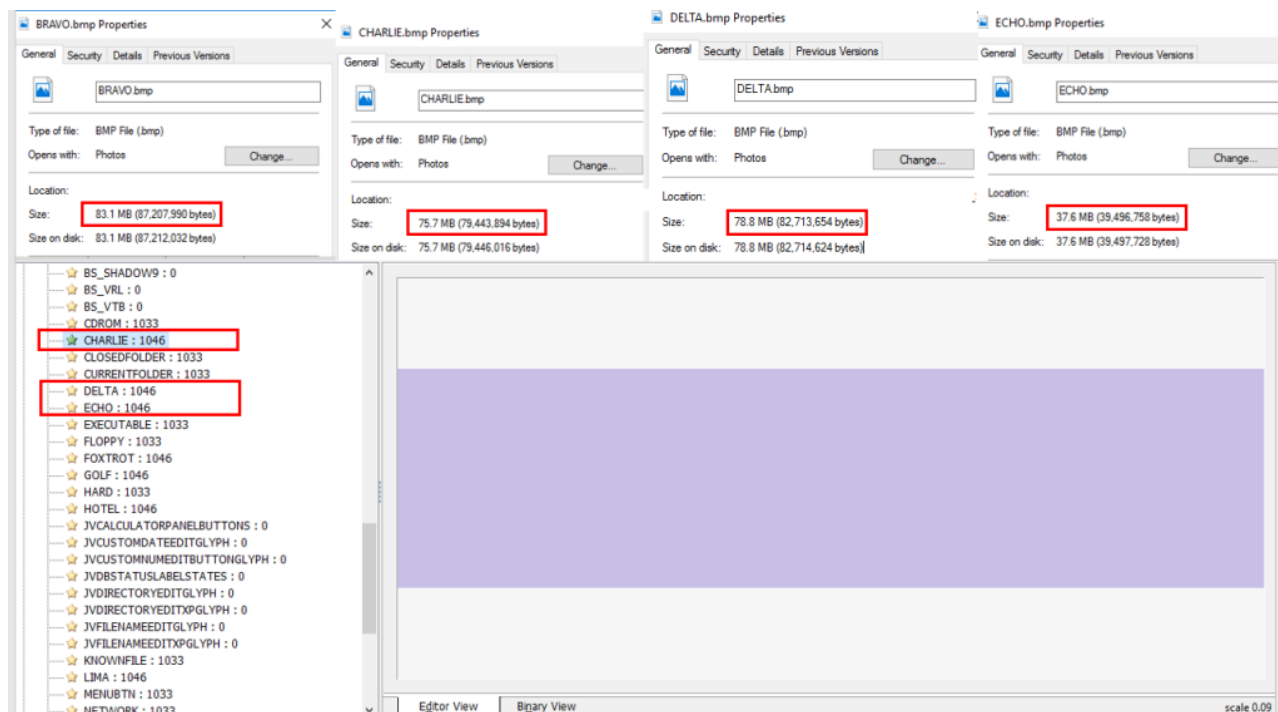 BRAVO.bmp Properties
General Security Details Previous Versions
BRAVO.bmp
Type of file: BMP File (.bmp)
Opens with: Photos Change...
Location:
Size: 83.1 MB (87,207,990 bytes)
Size on disk: 83.1 MB (87,212,032 bytes)
CHARLIE.bmp Properties
General Security Details Previous Versions
CHARLIE.bmp
Type of file: BMP File (.bmp)
Opens with: Photos Change...
Location:
Size: 75.7 MB (79,443,894 bytes)
Size on disk: 75.7 MB (79,446,016 bytes)
DELTA.bmp Properties
General Security Details Previous Versions
DELTA.bmp
Type of file: BMP File (.bmp)
Opens with: Photos Change...
Location:
Size: 78.8 MB (82,713,654 bytes)
Size on disk: 78.8 MB (82,714,624 bytes)
ECHO.bmp Properties
General Security Details Previous Versions
ECHO.bmp
Type of file: BMP File (.bmp)
Opens with: Photos Change...
Location:
Size: 37.6 MB (39,496,758 bytes)
Size on disk: 37.6 MB (39,497,728 bytes)
BS_SHADOW9 : 0
BS_VRL : 0
BS_VTB : 0
CDROM : 1033
CHARLIE : 1046
CLOSEDFOLDER : 1033
CURRENTFOLDER : 1033
DELTA : 1046
ECHO : 1046
EXECUTABLE : 1033
FLOPPY : 1033
FOXTROT : 1046
GOLF : 1046
HARD : 1033
HOTEL : 1046
JVCALCULATORPANELBUTTONS : 0
JVCUSTOMDATEEDITGLYPH : 0
JVCUSTOMNUMEDITBUTTONGLYPH : 0
JVDBSTATUSLABELSTATES : 0
JVDIRECTORYEDITGLYPH : 0
JVDIRECTORYEDITXPGLYPH : 0
JVFILENAMEEDITGLYPH : 0
JVFILENAMEEDITXPGLYPH : 0
KNOWNFILE : 1033
LIMA : 1046
MENUBTN : 1033
NETWORK : 1033
Editor View Binary View
scale 0.09